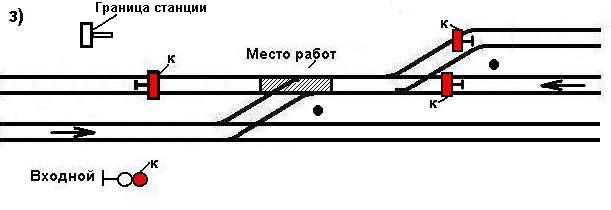 з)
Граница станции
к
Место работ
к
к
Входной
к